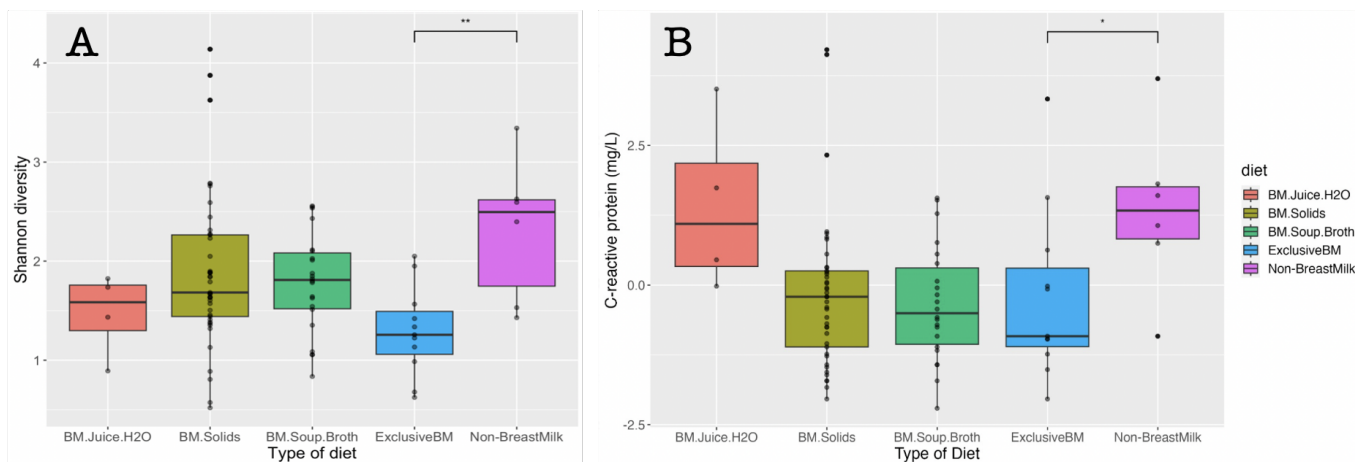 A
**
4
3
2
1
Shannon diversity
BM.Juice.H2O BM.Solids BM.Soup.Broth ExclusiveBM Non-BreastMilk
Type of diet
B
*
2.5
0.0
-2.5
C-reactive protein (mg/L)
BM.Juice.H2O BM.Solids BM.Soup.Broth ExclusiveBM Non-BreastMilk
Type of Diet
diet
BM.Juice.H2O
BM.Solids
BM.Soup.Broth
ExclusiveBM
Non-BreastMilk